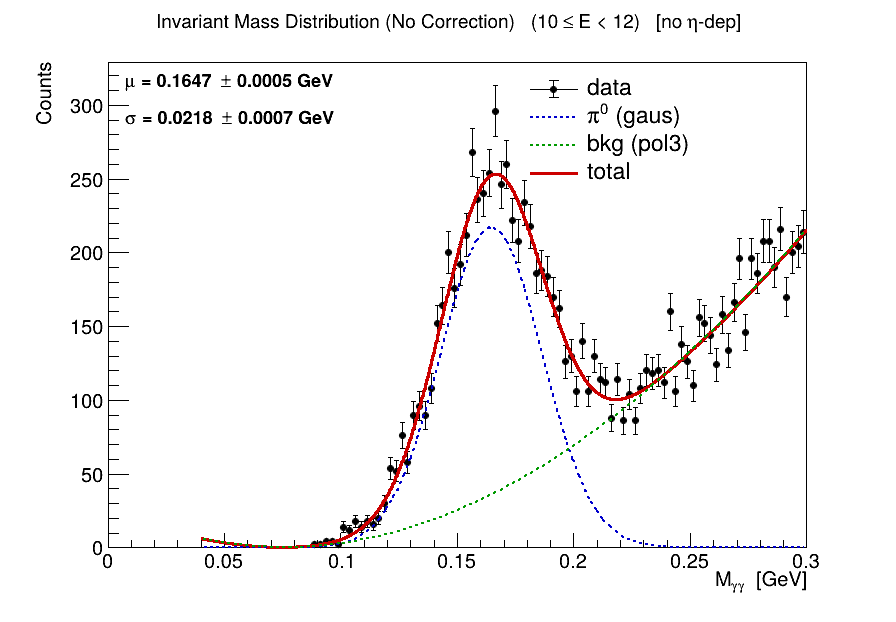 Invariant Mass Distribution (No Correction) (10 ≤ E < 12) [no η-dep]
Counts
μ = 0.1647 ± 0.0005 GeV
σ = 0.0218 ± 0.0007 GeV
data
π⁰ (gaus)
bkg (pol3)
total
300
250
200
150
100
50
0
0 0.05 0.1 0.15 0.2 0.25 0.3
M_γγ [GeV]